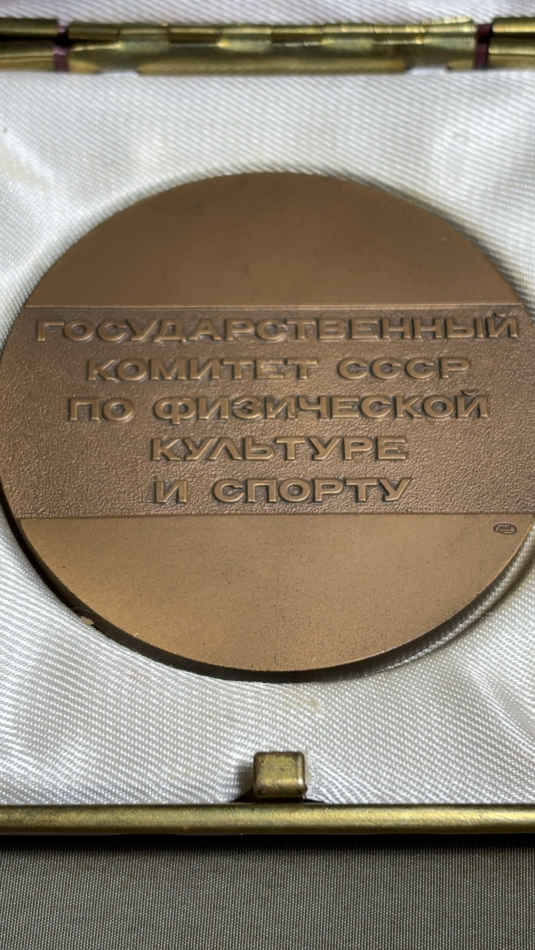 ГОСУДАРСТВЕННЫЙ
КОМИТЕТ СССР
ПО ФИЗИЧЕСКОЙ
КУЛЬТУРЕ
И СПОРТУ